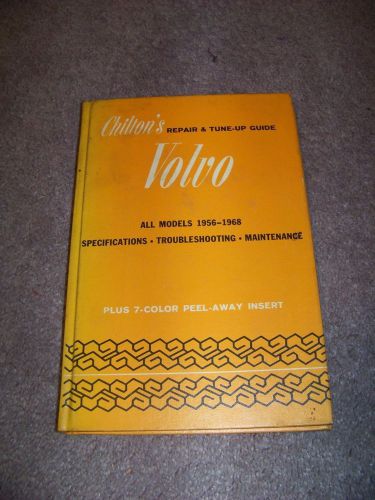 Chilton's REPAIR & TUNE-UP GUIDE
Volvo
ALL MODELS 1956-1968
SPECIFICATIONS • TROUBLESHOOTING • MAINTENANCE
PLUS 7-COLOR PEEL-AWAY INSERT